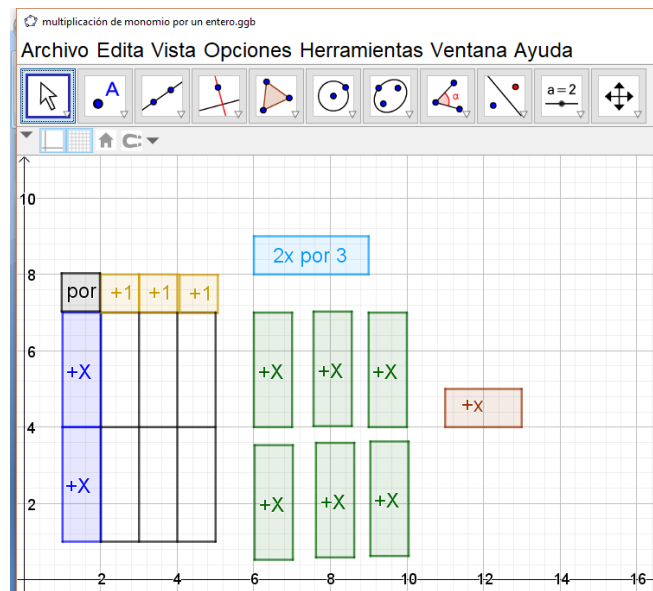 multiplicación de monomio por un entero.ggb
Archivo Edita Vista Opciones Herramientas Ventana Ayuda
A
α
a = 2
10
2x por 3
8
por +1 +1 +1
6
+X
+X +X +X
+x
4
+X
+X +X +X
2
2 4 6 8 10 12 14 16